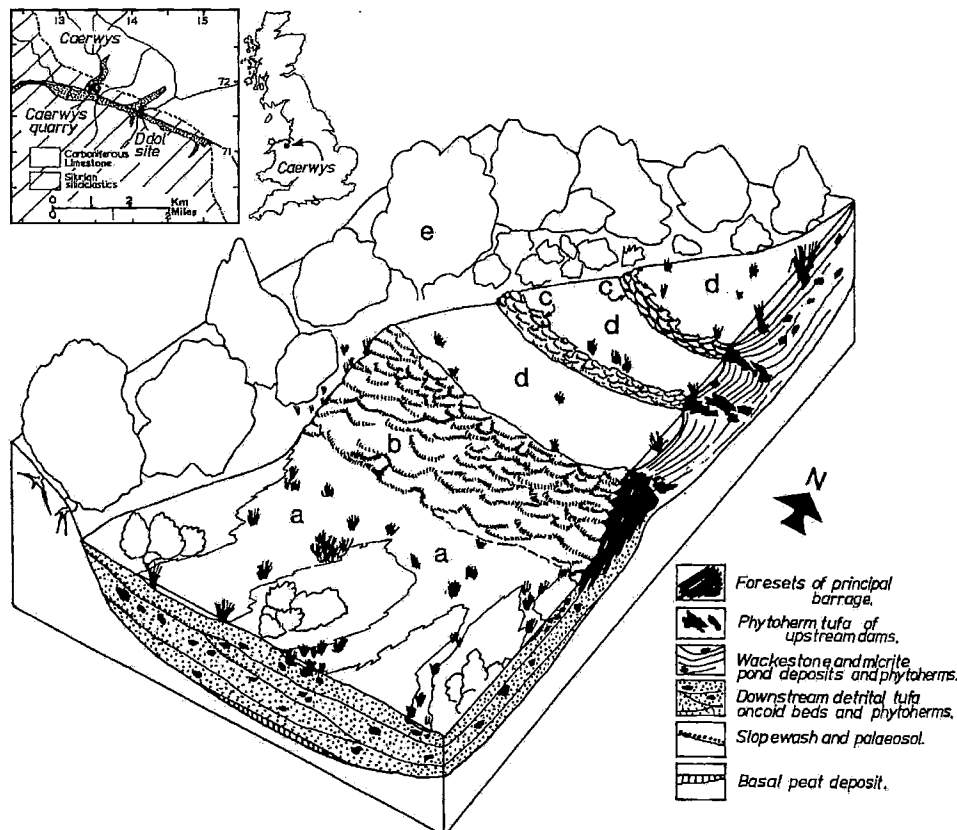 13 14 15
Caerwys
72
Caerwys
quarry
Ddol
site
71
Carboniferous
Limestone
Silurian
siliciclastics
0 1 2 Km
0 Miles
Caerwys
e
c
c
d
d
d
b
a
a
N
Foresets of principal
barrage.
Phytoherm tufa of
upstream dams.
Wackestone and micrite
pond deposits and phytoherms.
Downstream detrital tufa
oncoid beds and phytoherms.
Slopewash and palaeosol.
Basal peat deposit.